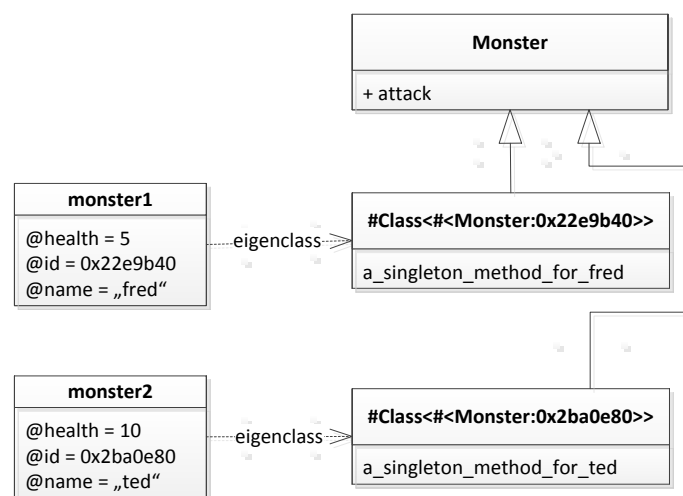 Monster
+ attack
monster1
@health = 5
@id = 0x22e9b40
@name = „fred“
eigenclass
#Class<#<Monster:0x22e9b40>>
a_singleton_method_for_fred
monster2
@health = 10
@id = 0x2ba0e80
@name = „ted“
eigenclass
#Class<#<Monster:0x2ba0e80>>
a_singleton_method_for_ted